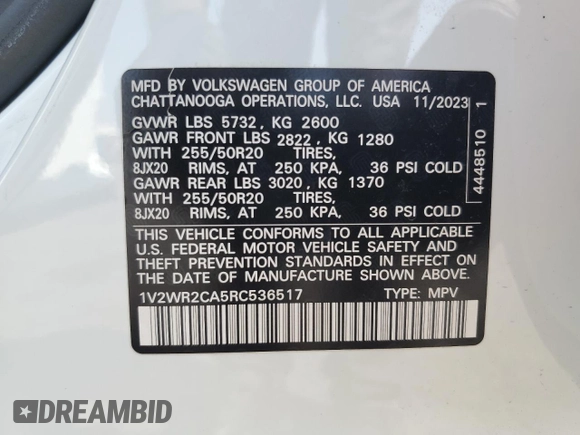 MFD BY VOLKSWAGEN GROUP OF AMERICA
CHATTANOOGA OPERATIONS, LLC. USA 11/2023
GVWR LBS 5732, KG 2600
GAWR FRONT LBS 2822, KG 1280
WITH 255/50R20 TIRES,
8JX20 RIMS, AT 250 KPA, 36 PSI COLD
GAWR REAR LBS 3020, KG 1370
WITH 255/50R20 TIRES,
8JX20 RIMS, AT 250 KPA, 36 PSI COLD
THIS VEHICLE CONFORMS TO ALL APPLICABLE
U.S. FEDERAL MOTOR VEHICLE SAFETY AND
THEFT PREVENTION STANDARDS IN EFFECT ON
THE DATE OF MANUFACTURE SHOWN ABOVE.
1V2WR2CA5RC536517 TYPE: MPV
4448510 1
DREAMBID